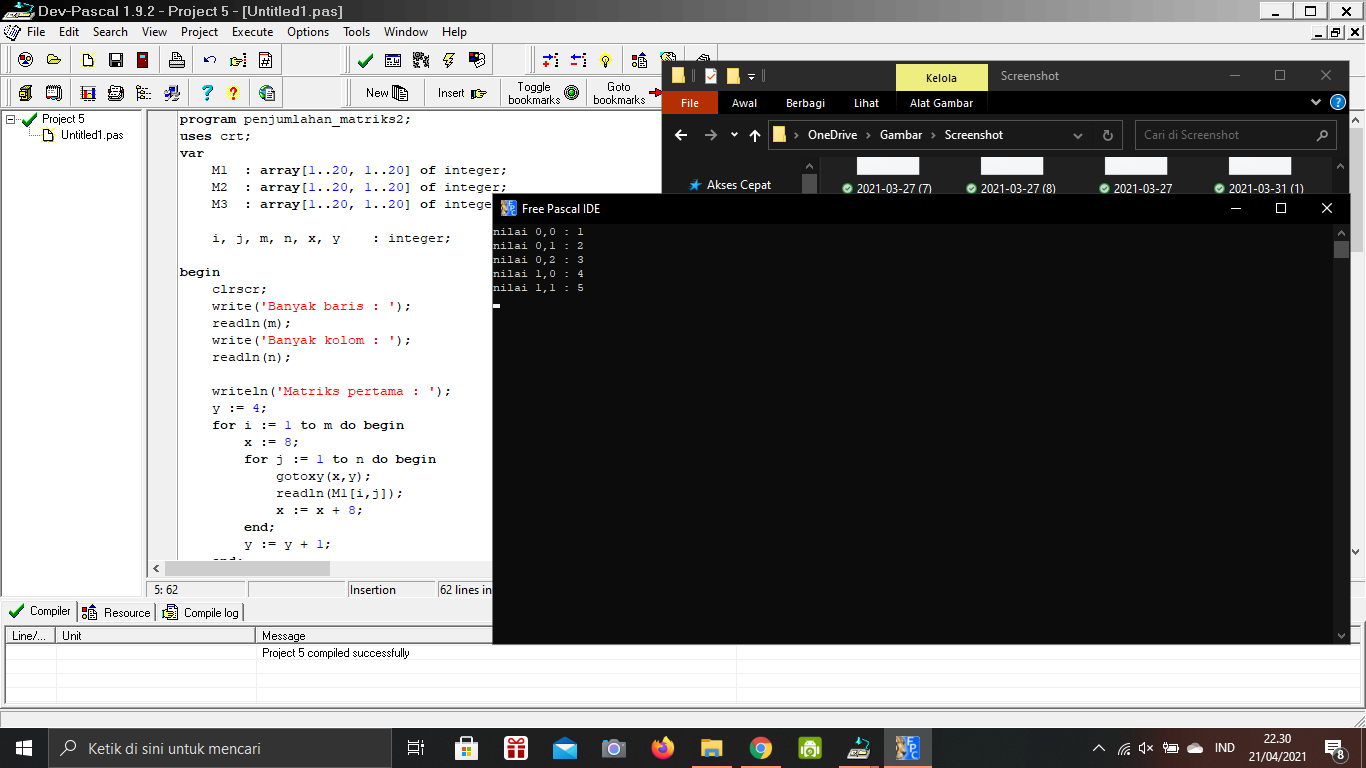 Dev-Pascal 1.9.2 - Project 5 - [Untitled1.pas]
File Edit Search View Project Execute Options Tools Window Help
New Insert Toggle bookmarks Goto bookmarks
Project 5
Untitled1.pas
program penjumlahan_matriks2;
uses crt;
var
M1 : array[1..20, 1..20] of integer;
M2 : array[1..20, 1..20] of integer;
M3 : array[1..20, 1..20] of intege
i, j, m, n, x, y : integer;
begin
clrscr;
write('Banyak baris : ');
readln(m);
write('Banyak kolom : ');
readln(n);
writeln('Matriks pertama : ');
y := 4;
for i := 1 to m do begin
x := 8;
for j := 1 to n do begin
gotoxy(x,y);
readln(M1[i,j]);
x := x + 8;
end;
y := y + 1;
end;
5: 62 Insertion 62 lines in
Compiler Resource Compile log
Line/... Unit Message
Project 5 compiled successfully
Kelola Screenshot
File Awal Berbagi Lihat Alat Gambar
OneDrive Gambar Screenshot Cari di Screenshot
Akses Cepat
2021-03-27 (7) 2021-03-27 (8) 2021-03-27 2021-03-31 (1)
Free Pascal IDE
nilai 0,0 : 1
nilai 0,1 : 2
nilai 0,2 : 3
nilai 1,0 : 4
nilai 1,1 : 5
Ketik di sini untuk mencari
IND
22.30
21/04/2021
8